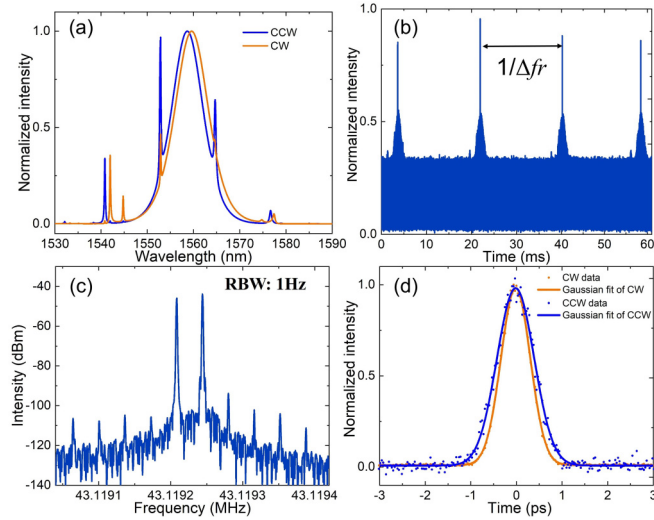 (a)
CCW
CW
Normalized intensity
1.0
0.5
0.0
1530 1540 1550 1560 1570 1580 1590
Wavelength (nm)
(b)
1/Δfr
Normalized intensity
1.0
0.5
0.0
0 10 20 30 40 50 60
Time (ms)
(c)
RBW: 1Hz
Intensity (dBm)
-40
-60
-80
-100
-120
-140
43.1191 43.1192 43.1193 43.1194
Frequency (MHz)
(d)
CW data
Gaussian fit of CW
CCW data
Gaussian fit of CCW
Normalized intensity
1.0
0.5
0.0
-3 -2 -1 0 1 2 3
Time (ps)